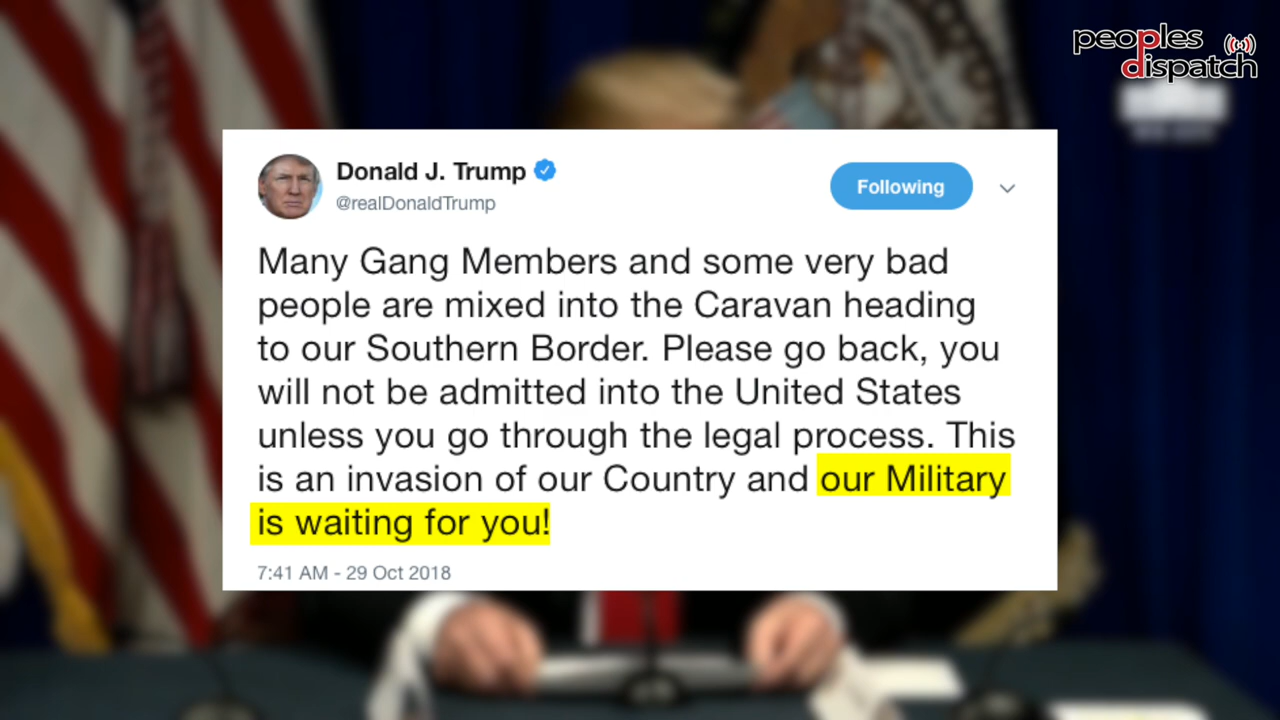 peoples
dispatch
Donald J. Trump
@realDonaldTrump
Following
Many Gang Members and some very bad
people are mixed into the Caravan heading
to our Southern Border. Please go back, you
will not be admitted into the United States
unless you go through the legal process. This
is an invasion of our Country and our Military
is waiting for you!
7:41 AM - 29 Oct 2018